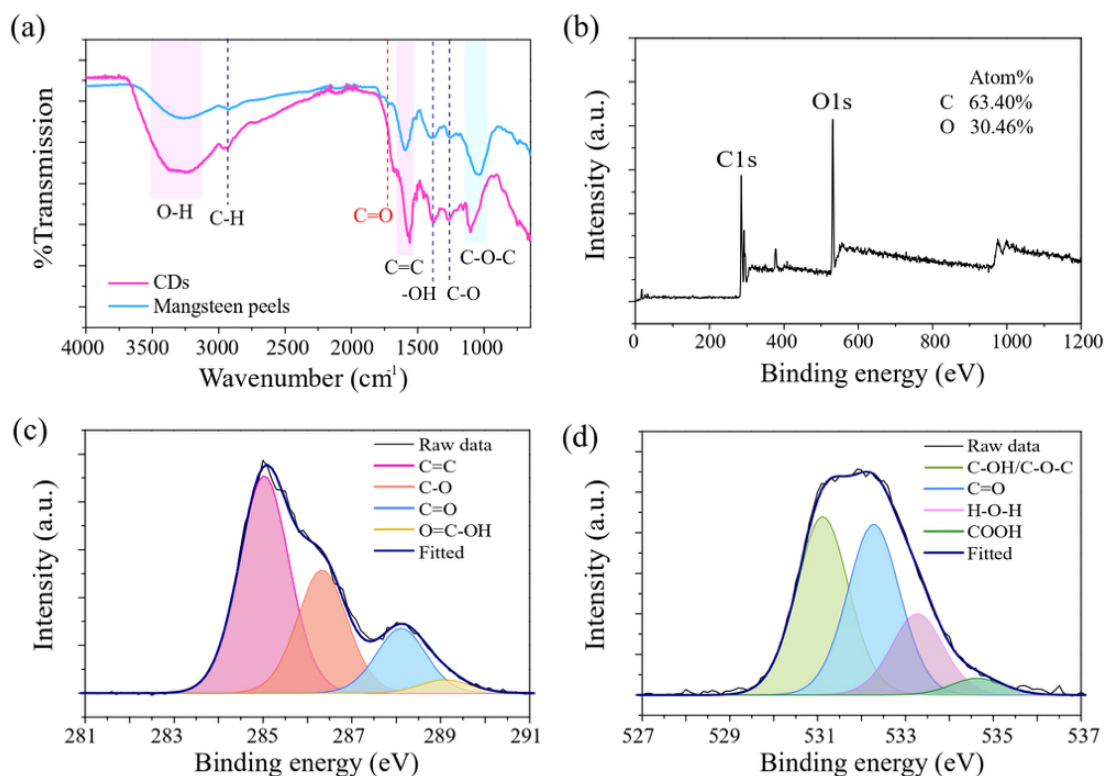 (a)
O-H
C-H
C=O
C=C
-OH
C-O
C-O-C
CDs
Mangsteen peels
%Transmission
4000 3500 3000 2500 2000 1500 1000
Wavenumber (cm-1)
(b)
Atom%
C 63.40%
O 30.46%
O1s
C1s
Intensity (a.u.)
0 200 400 600 800 1000 1200
Binding energy (eV)
(c)
Raw data
C=C
C-O
C=O
O=C-OH
Fitted
Intensity (a.u.)
281 283 285 287 289 291
Binding energy (eV)
(d)
Raw data
C-OH/C-O-C
C=O
H-O-H
COOH
Fitted
Intensity (a.u.)
527 529 531 533 535 537
Binding energy (eV)